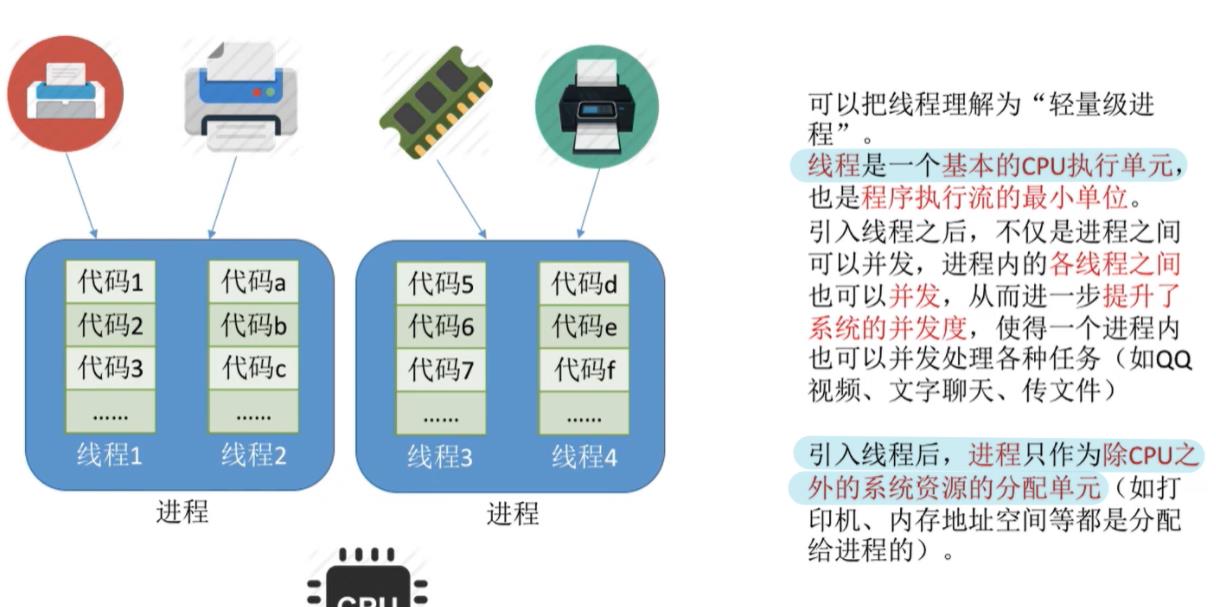 代码1
代码2
代码3
……
线程1
代码a
代码b
代码c
……
线程2
进程
代码5
代码6
代码7
……
线程3
代码d
代码e
代码f
……
线程4
进程
CPU
可以把线程理解为“轻量级进
程”。
线程是一个基本的CPU执行单元，
也是程序执行流的最小单位。
引入线程之后，不仅是进程之间
可以并发，进程内的各线程之间
也可以并发，从而进一步提升了
系统的并发度，使得一个进程内
也可以并发处理各种任务（如QQ
视频、文字聊天、传文件）
引入线程后，进程只作为除CPU之
外的系统资源的分配单元（如打
印机、内存地址空间等都是分配
给进程的）。